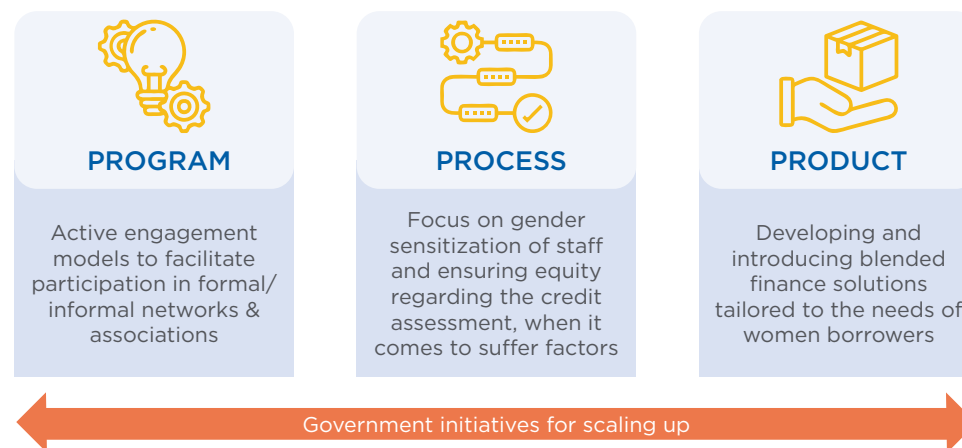 PROGRAM
Active engagement
models to facilitate
participation in formal/
informal networks &
associations
PROCESS
Focus on gender
sensitization of staff
and ensuring equity
regarding the credit
assessment, when it
comes to suffer factors
PRODUCT
Developing and
introducing blended
finance solutions
tailored to the needs of
women borrowers
Government initiatives for scaling up